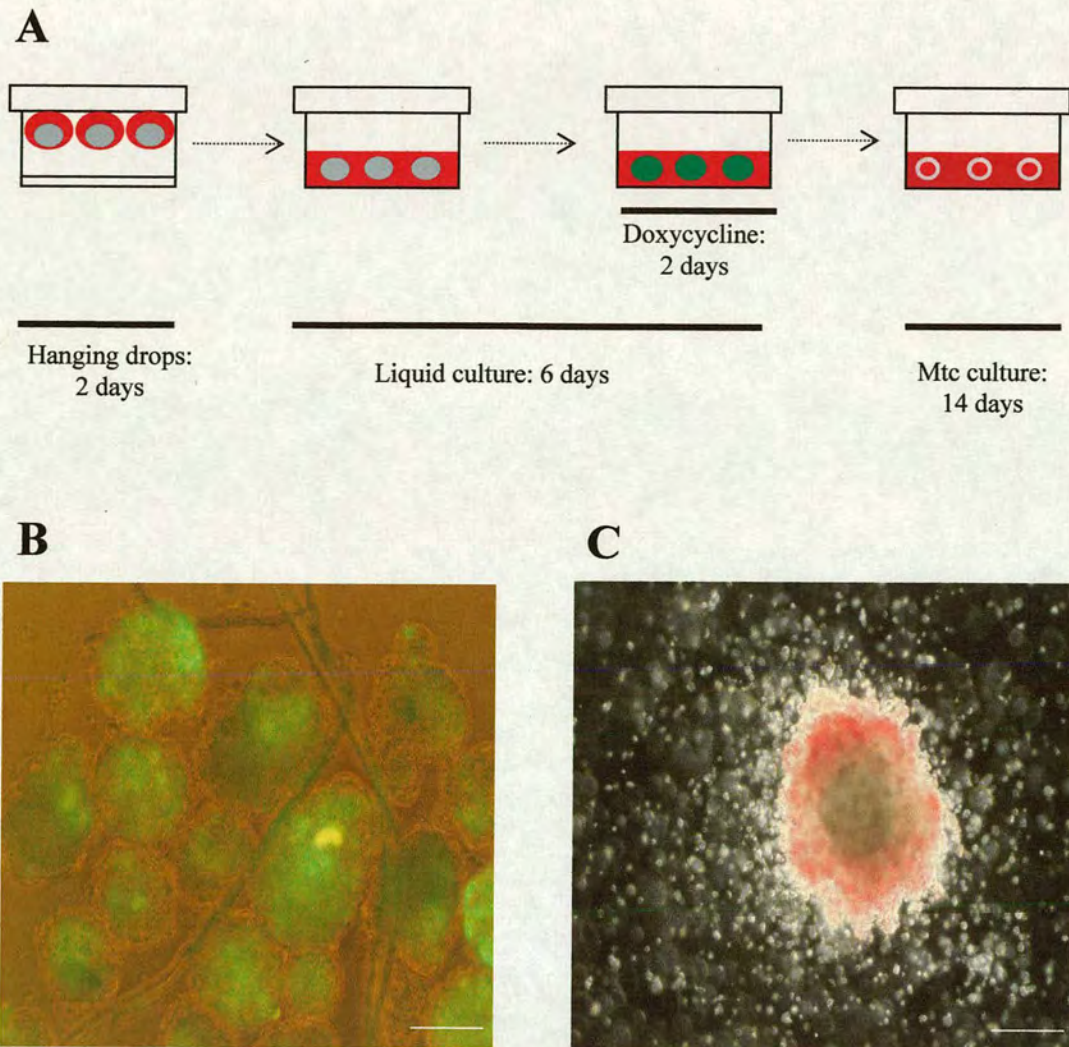 A
Doxycycline:
2 days
Hanging drops:
2 days
Liquid culture: 6 days
Mtc culture:
14 days
B
C